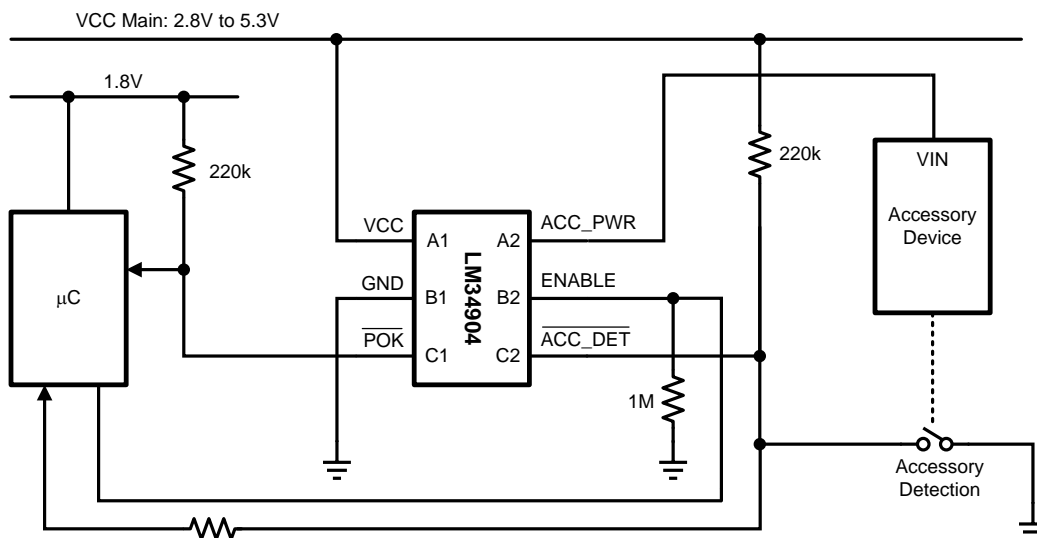 VCC Main: 2.8V to 5.3V
1.8V
220k
220k
VIN
Accessory
Device
VCC
A1
A2
ACC_PWR
GND
B1
B2
ENABLE
POK
C1
C2
ACC_DET
LM34904
μC
1M
Accessory
Detection